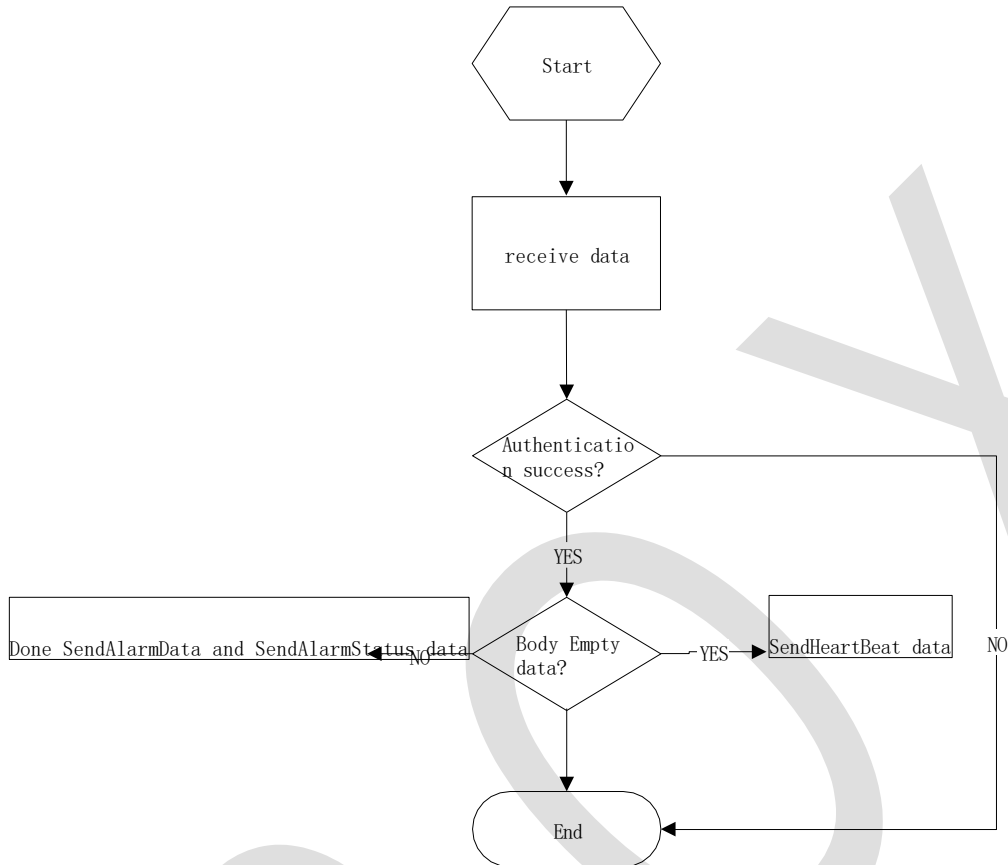 Start
receive data
Authenticatio
n success?
YES
Done SendAlarmData and SendAlarmStatus data
NO
Body Empty
data?
YES
SendHeartBeat data
NO
End